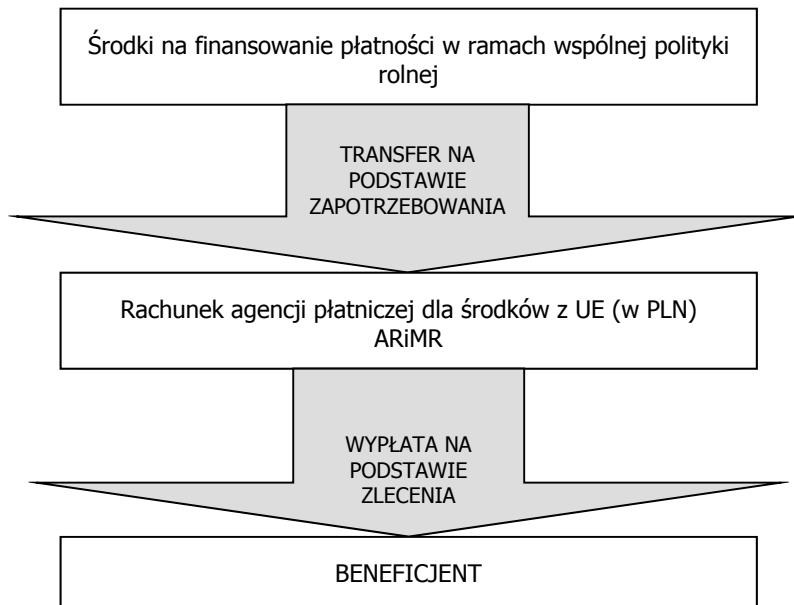 Środki na finansowanie płatności w ramach wspólnej polityki
rolnej
TRANSFER NA
PODSTAWIE
ZAPOTRZEBOWANIA
Rachunek agencji płatniczej dla środków z UE (w PLN)
ARiMR
WYPŁATA NA
PODSTAWIE
ZLECENIA
BENEFICJENT